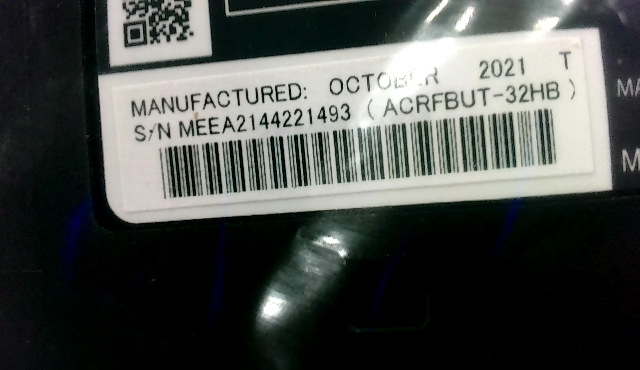 MANUFACTURED: OCTOBER 2021 T
S/N MEEA2144221493 ( ACRFBUT-32HB )